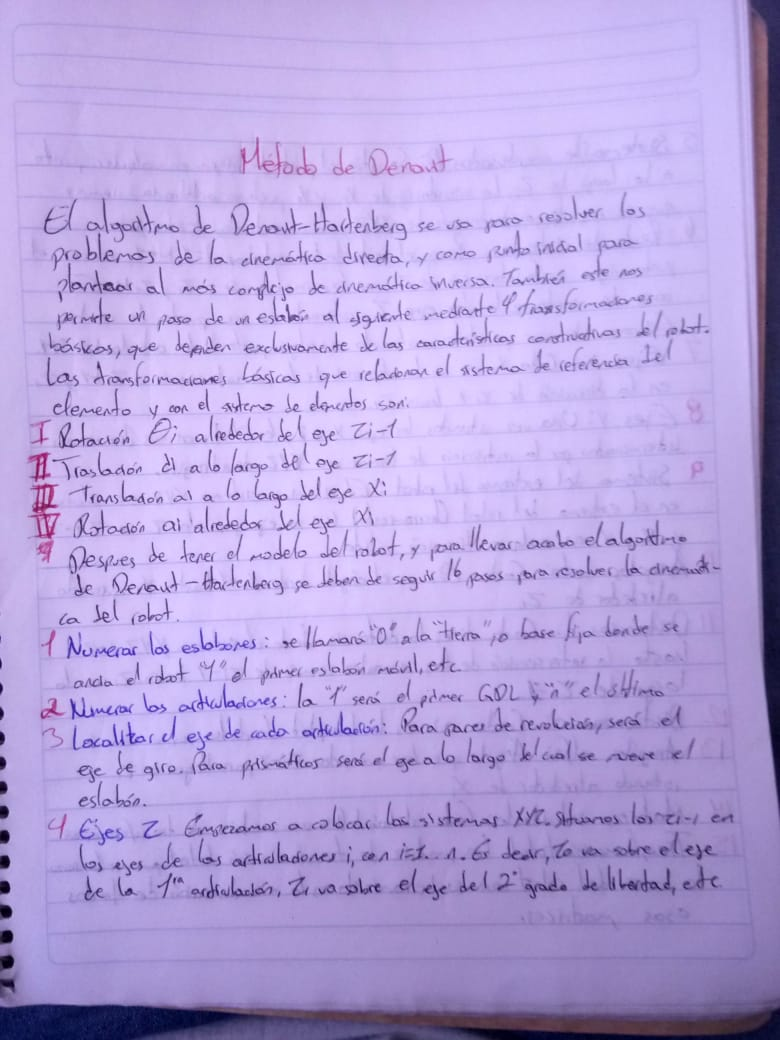 Método de Denaut
El algoritmo de Denaut-Hartenberg se usa para resolver los
problemas de la cinemática directa, y como punto inicial para
plantear al más complejo de cinemática inversa. También este nos
permite un paso de un eslabón al siguiente mediante 4 transformaciones
básicas, que dependen exclusivamente de las características constructivas del robot.
Las transformaciones básicas que relacionan el sistema de referencia del
elemento y con el sistema de elementos son:
I Rotación θi alrededor del eje Zi-1
II Traslación di a lo largo del eje Zi-1
III Translación ai a lo largo del eje Xi
IV Rotación ai alrededor del eje Xi
Despues de tener el modelo del robot, y para llevar acabo el algoritmo
de Denaut-Hartenberg se deben de seguir 16 pasos para resolver la cinemáti-
ca del robot.
1 Numerar los eslabones: se llamará "0" a la "tierra", o base fija donde se
ancla el robot "1" el primer eslabón móvil, etc
2 Numerar las articulaciones: la "1" será el primer GDL y "n" el último
3 Localizar el eje de cada articulación: Para pares de revolución, será el
eje de giro. Para prismáticos será el eje a lo largo del cual se mueve el
eslabón.
4 Ejes Z Empezamos a colocar los sistemas XYZ. Situamos los Zi-1 en
los ejes de las articulaciones i, con i=1. n. Es decir, Z0 va sobre el eje
de la 1ra articulación, Z1 va sobre el eje del 2° grado de libertad, etc